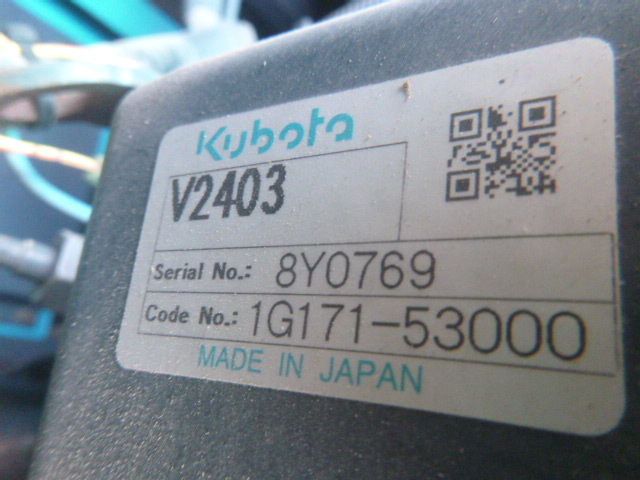 Kubota
V2403
Serial No.: 8Y0769
Code No.: 1G171-53000
MADE IN JAPAN